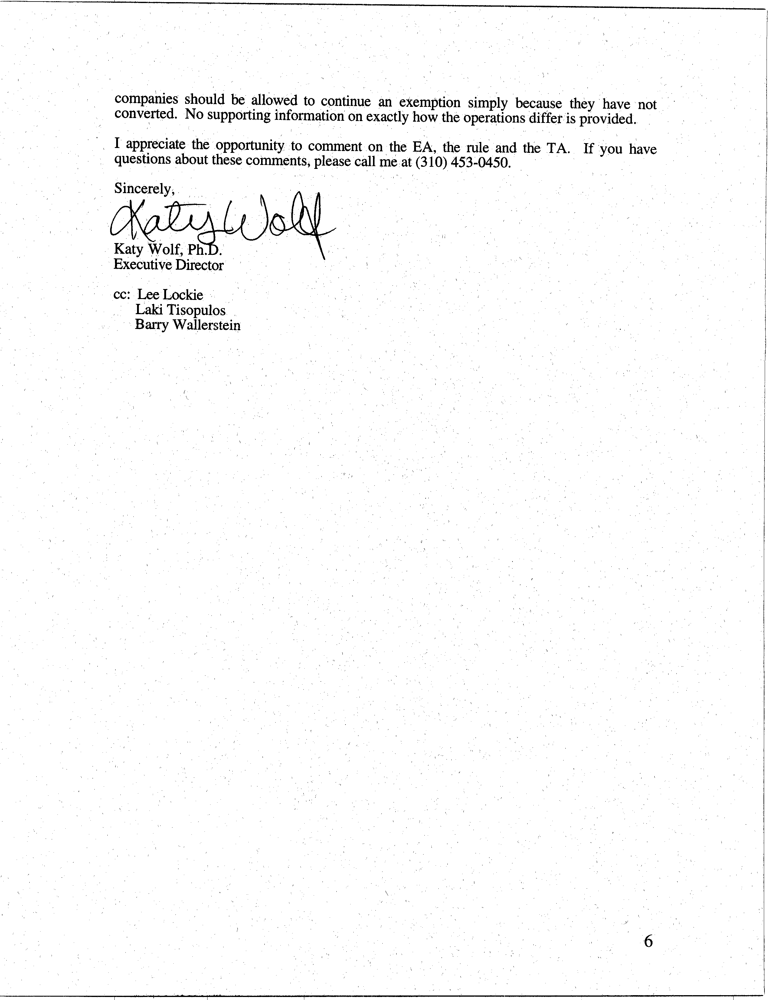 companies should be allowed to continue an exemption simply because they have not
converted. No supporting information on exactly how the operations differ is provided.
I appreciate the opportunity to comment on the EA, the rule and the TA. If you have
questions about these comments, please call me at (310) 453-0450.
Sincerely,
Katy Wolf
Katy Wolf, Ph.D.
Executive Director
cc: Lee Lockie
Laki Tisopulos
Barry Wallerstein
6